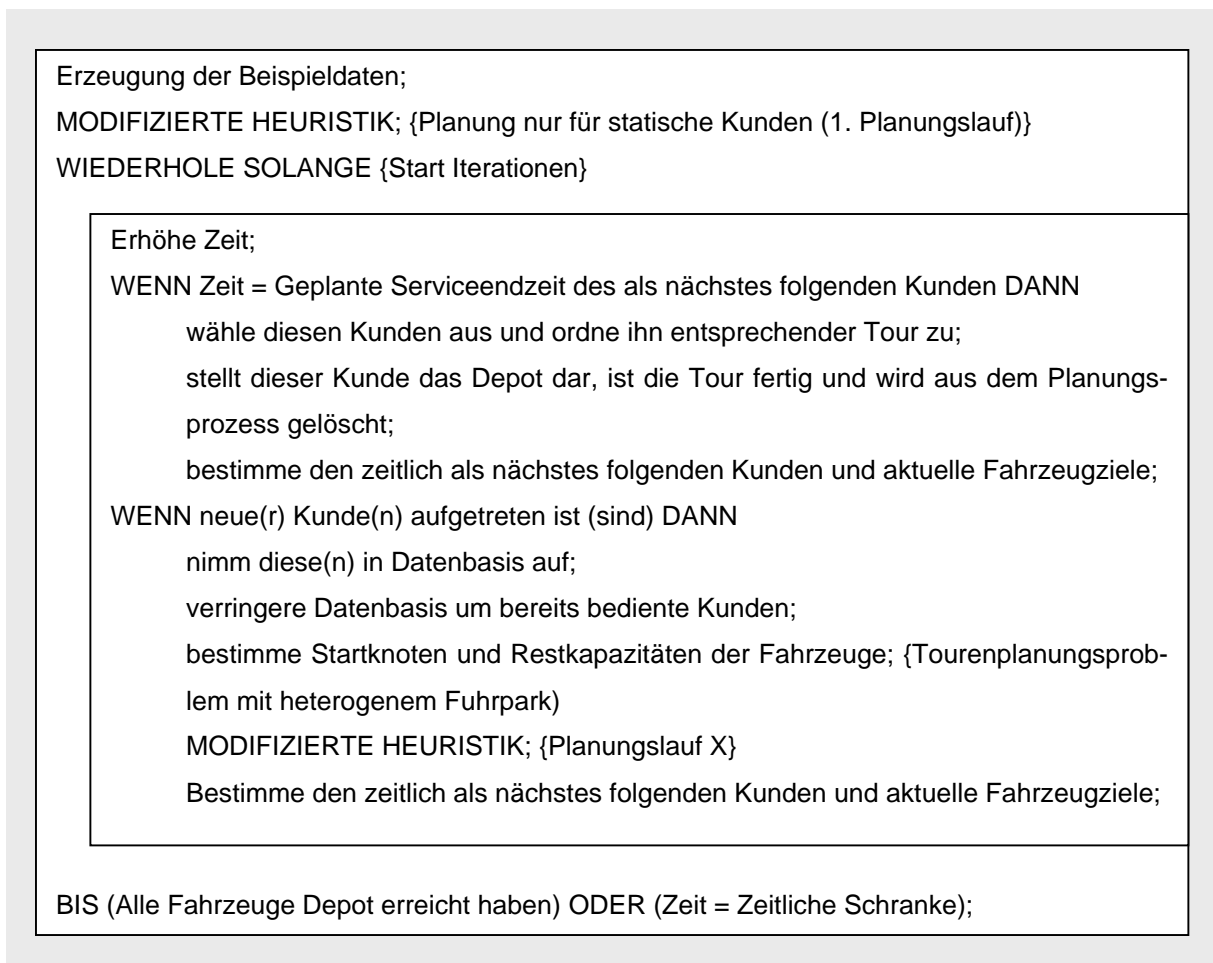 Erzeugung der Beispieldaten;
MODIFIZIERTE HEURISTIK; {Planung nur für statische Kunden (1. Planungslauf)}
WIEDERHOLE SOLANGE {Start Iterationen}
Erhöhe Zeit;
WENN Zeit = Geplante Serviceendzeit des als nächstes folgenden Kunden DANN
wähle diesen Kunden aus und ordne ihn entsprechender Tour zu;
stellt dieser Kunde das Depot dar, ist die Tour fertig und wird aus dem Planungs-
prozess gelöscht;
bestimme den zeitlich als nächstes folgenden Kunden und aktuelle Fahrzeugziele;
WENN neue(r) Kunde(n) aufgetreten ist (sind) DANN
nimm diese(n) in Datenbasis auf;
verringere Datenbasis um bereits bediente Kunden;
bestimme Startknoten und Restkapazitäten der Fahrzeuge; {Tourenplanungsprob-
lem mit heterogenem Fuhrpark)
MODIFIZIERTE HEURISTIK; {Planungslauf X}
Bestimme den zeitlich als nächstes folgenden Kunden und aktuelle Fahrzeugziele;
BIS (Alle Fahrzeuge Depot erreicht haben) ODER (Zeit = Zeitliche Schranke);